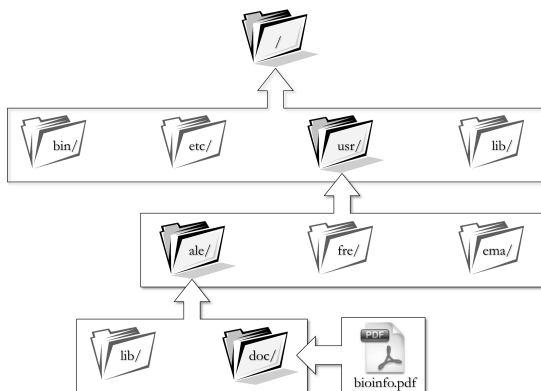 /
bin/ etc/ usr/ lib/
ale/ fre/ ema/
lib/ doc/ PDF
bioinfo.pdf